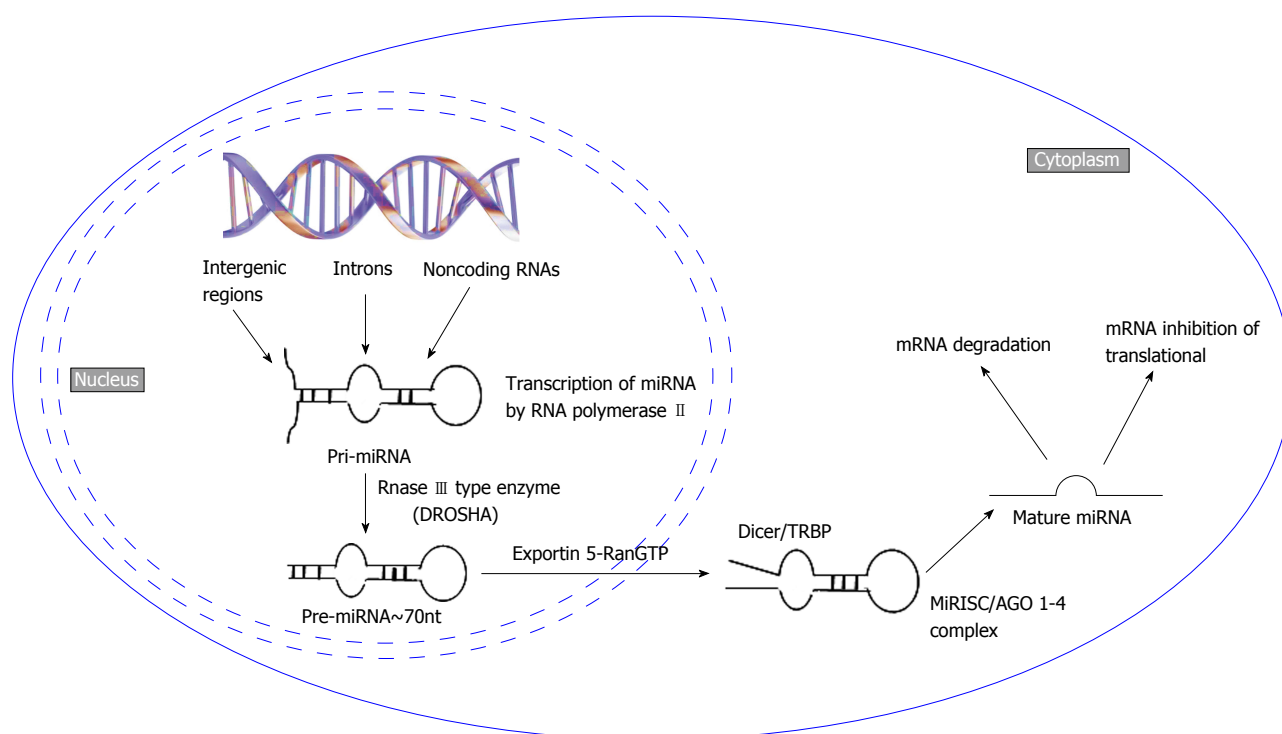 Cytoplasm
Intergenic
regions
Introns
Noncoding RNAs
Nucleus
Transcription of miRNA
by RNA polymerase Ⅱ
Pri-miRNA
Rnase Ⅲ type enzyme
(DROSHA)
Pre-miRNA~70nt
Exportin 5-RanGTP
Dicer/TRBP
MiRISC/AGO 1-4
complex
Mature miRNA
mRNA degradation
mRNA inhibition of
translational